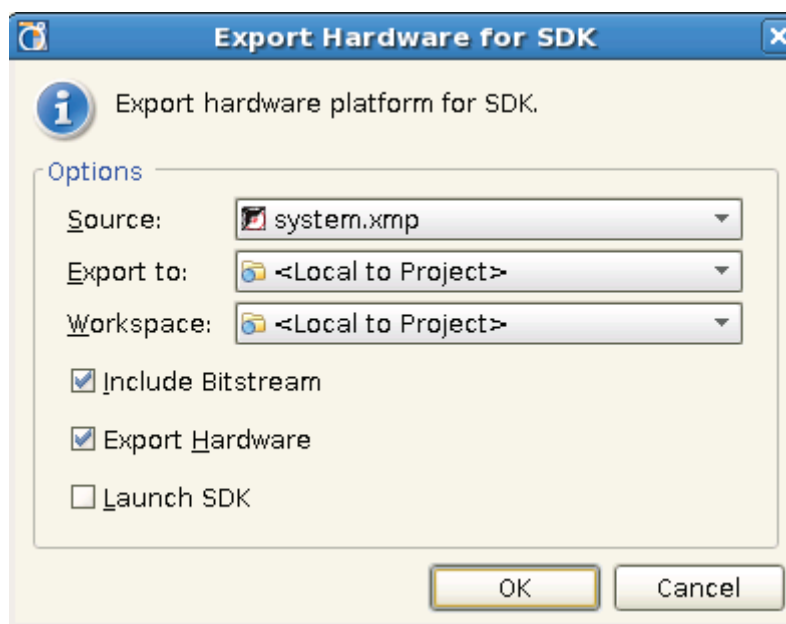 Export Hardware for SDK
Export hardware platform for SDK.
Options
Source: system.xmp
Export to: <Local to Project>
Workspace: <Local to Project>
Include Bitstream
Export Hardware
Launch SDK
OK Cancel